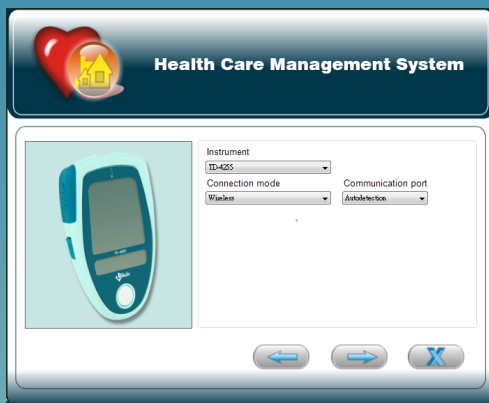 Health Care Management System
Instrument
TD-4255
Connection mode
Communication port
Wireless
Autodetection
X